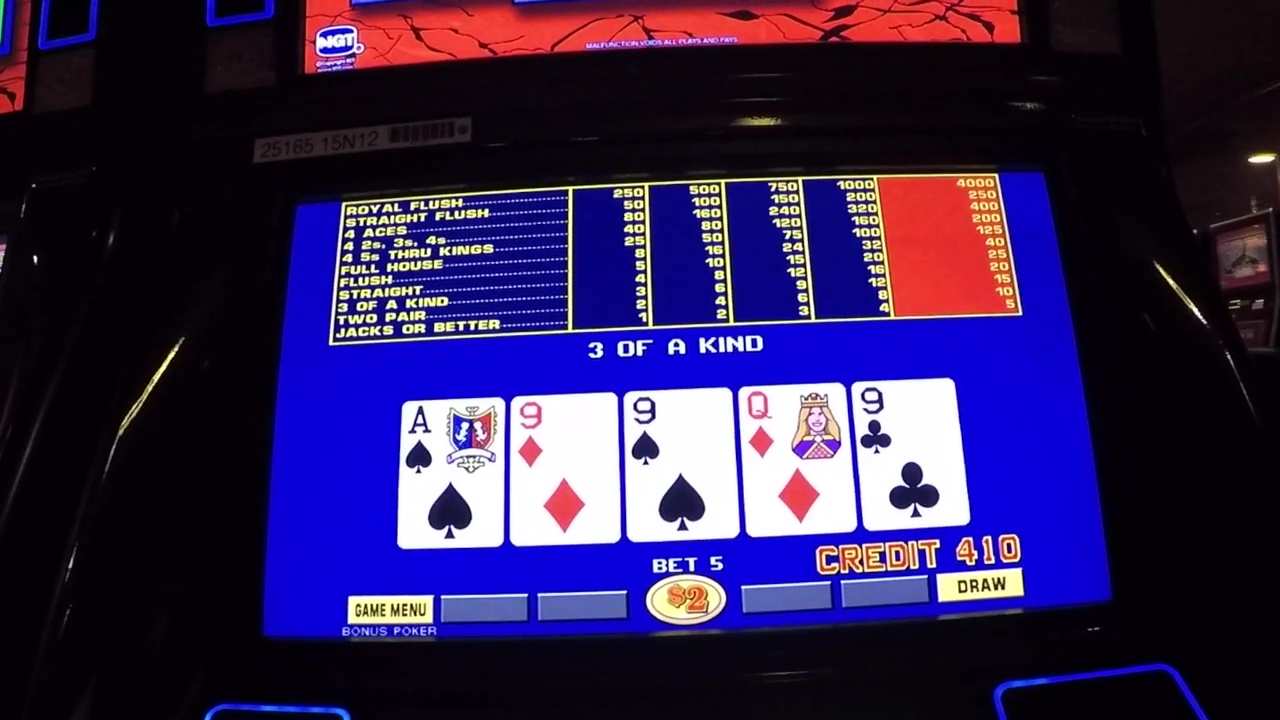 IGT
MALFUNCTION VOIDS ALL PLAYS AND PAYS
25165 15N12
ROYAL FLUSH 250 500 750 1000 4000
STRAIGHT FLUSH 50 100 150 200 250
4 ACES 80 160 240 320 400
4 2s, 3s, 4s 40 80 120 160 200
4 5s THRU KINGS 25 50 75 100 125
FULL HOUSE 8 16 24 32 40
FLUSH 5 10 15 20 25
STRAIGHT 4 8 12 16 20
3 OF A KIND 3 6 9 12 15
TWO PAIR 2 4 6 8 10
JACKS OR BETTER 1 2 3 4 5
3 OF A KIND
A 9 9 Q 9
BET 5
CREDIT 410
GAME MENU
$2
DRAW
BONUS POKER